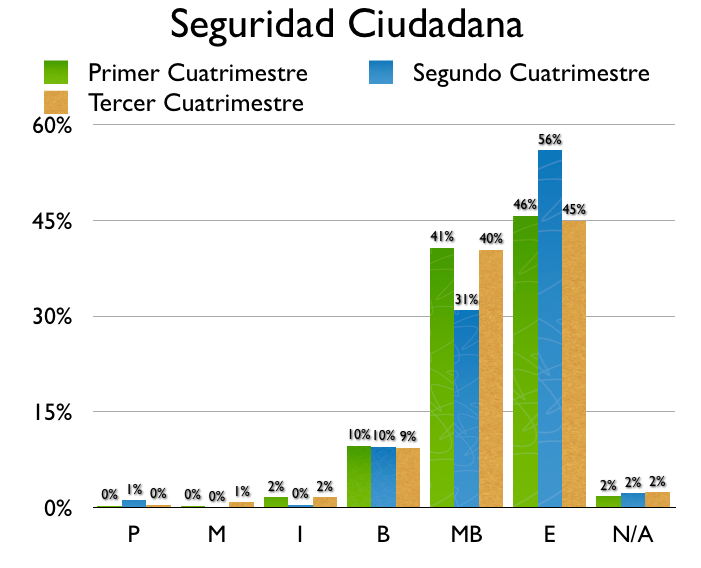 Seguridad Ciudadana
Primer Cuatrimestre
Segundo Cuatrimestre
Tercer Cuatrimestre
60%
45%
30%
15%
0%
0% 1% 0%
0% 0% 1%
2% 0% 2%
10% 10% 9%
41% 31% 40%
46% 56% 45%
2% 2% 2%
P M I B MB E N/A